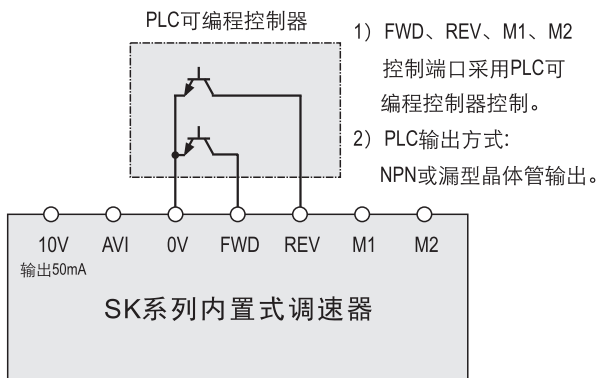 PLC可编程控制器
1）FWD、REV、M1、M2
控制端口采用PLC可
编程控制器控制。
2）PLC输出方式:
NPN或漏型晶体管输出。
10V AVI 0V FWD REV M1 M2
输出50mA
SK系列内置式调速器